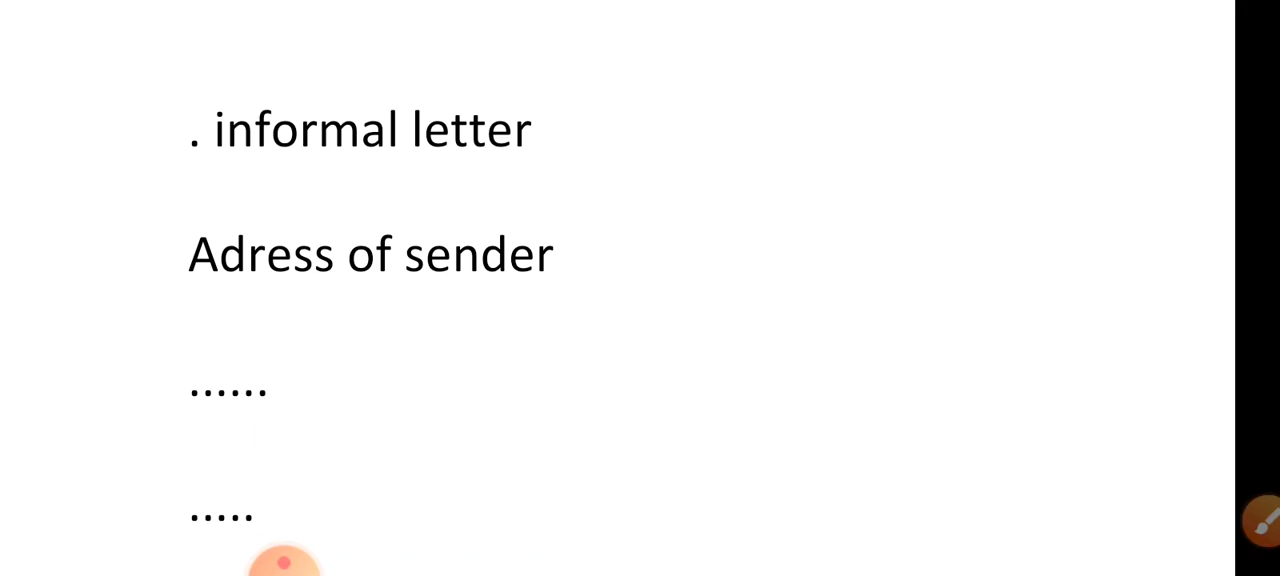 . informal letter
Adress of sender
......
.....